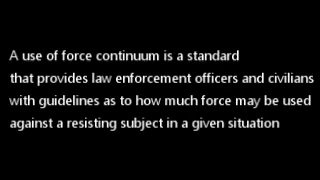 A use of force continuum is a standard
that provides law enforcement officers and civilians
with guidelines as to how much force may be used
against a resisting subject in a given situation